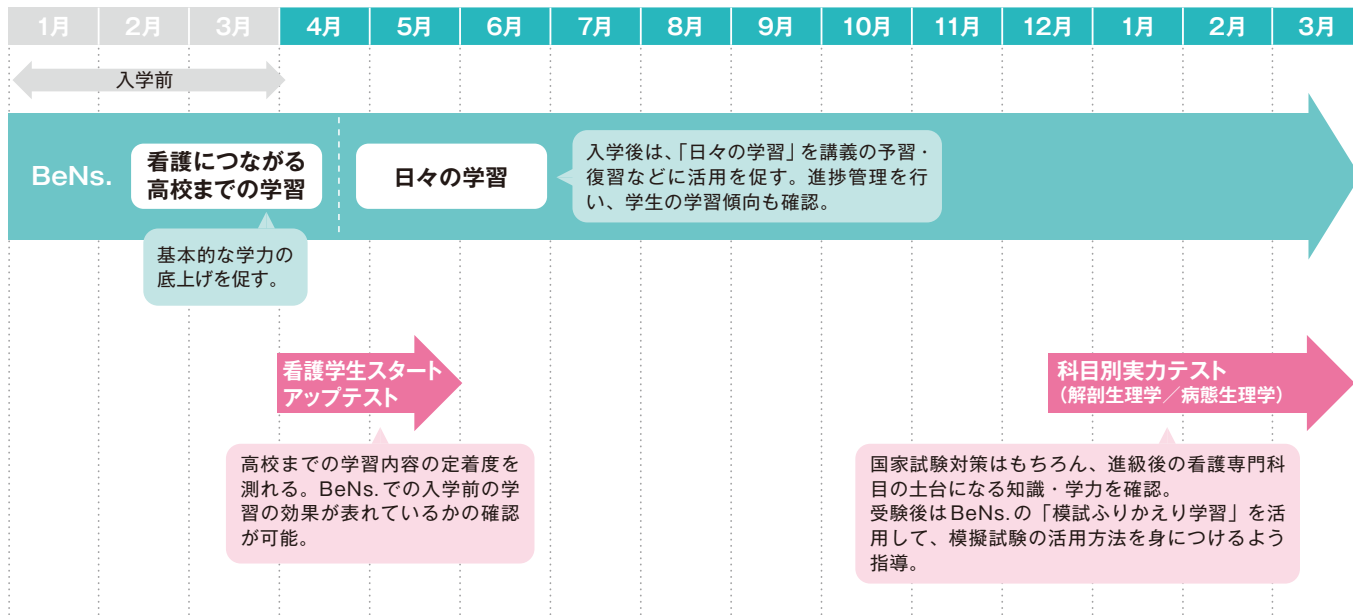 1月 2月 3月 4月 5月 6月 7月 8月 9月 10月 11月 12月 1月 2月 3月
入学前
BeNs.
看護につながる
高校までの学習
日々の学習
入学後は、「日々の学習」を講義の予習・
復習などに活用を促す。進捗管理を行
い、学生の学習傾向も確認。
基本的な学力の
底上げを促す。
看護学生スタート
アップテスト
高校までの学習内容の定着度を
測れる。BeNs.での入学前の学
習の効果が表れているかの確認
が可能。
科目別実力テスト
（解剖生理学／病態生理学）
国家試験対策はもちろん、進級後の看護専門科
目の土台になる知識・学力を確認。
受験後はBeNs.の「模試ふりかえり学習」を活
用して、模擬試験の活用方法を身につけるよう
指導。